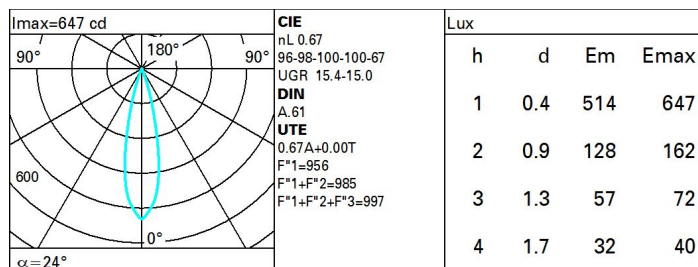 Imax=647 cd
90° 180° 90°
600
0°
α=24°
CIE
nL 0.67
96-98-100-100-67
UGR 15.4-15.0
DIN
A.61
UTE
0.67A+0.00T
F"1=956
F"1+F"2=985
F"1+F"2+F"3=997
Lux
h d Em Emax
1 0.4 514 647
2 0.9 128 162
3 1.3 57 72
4 1.7 32 40